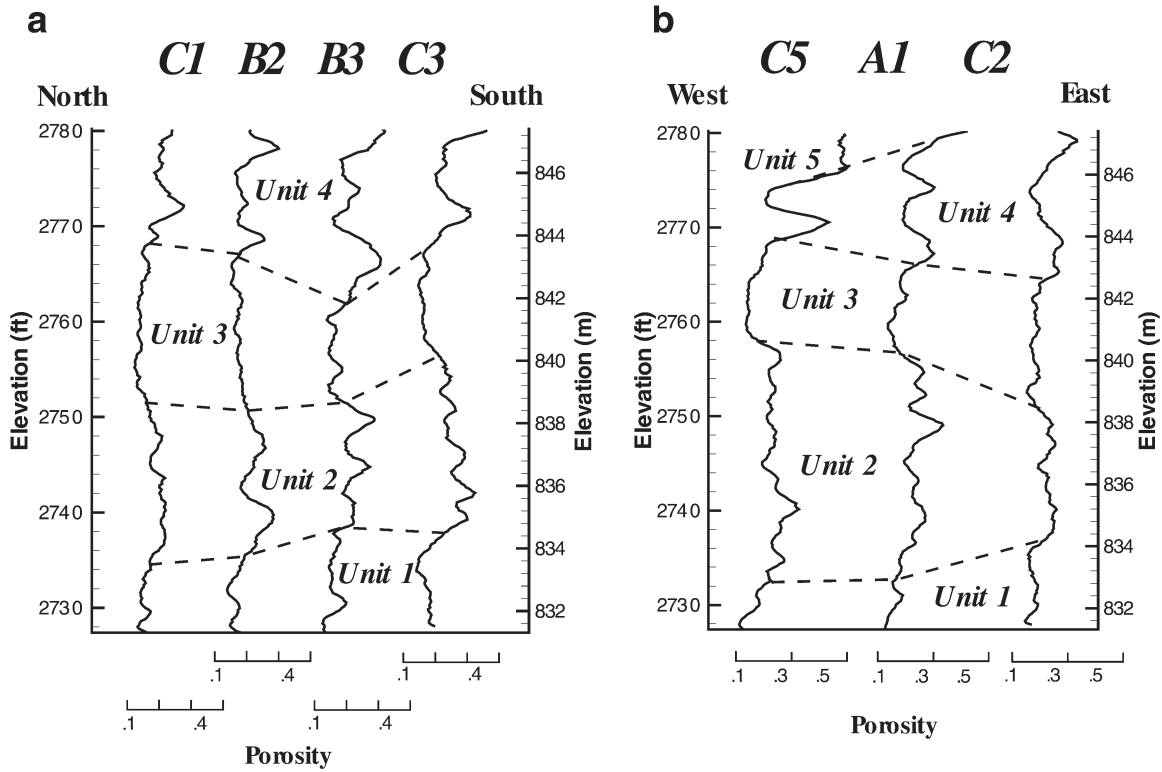 a
C1 B2 B3 C3
North South
2780
2770
2760
2750
2740
2730
Elevation (ft)
Unit 4
Unit 3
Unit 2
Unit 1
846
844
842
840
838
836
834
832
Elevation (m)
.1 .4
.1 .4
.1 .4
.1 .4
Porosity
b
C5 A1 C2
West East
2780
2770
2760
2750
2740
2730
Elevation (ft)
Unit 5
Unit 4
Unit 3
Unit 2
Unit 1
846
844
842
840
838
836
834
832
Elevation (m)
.1 .3 .5 .1 .3 .5 .1 .3 .5
Porosity